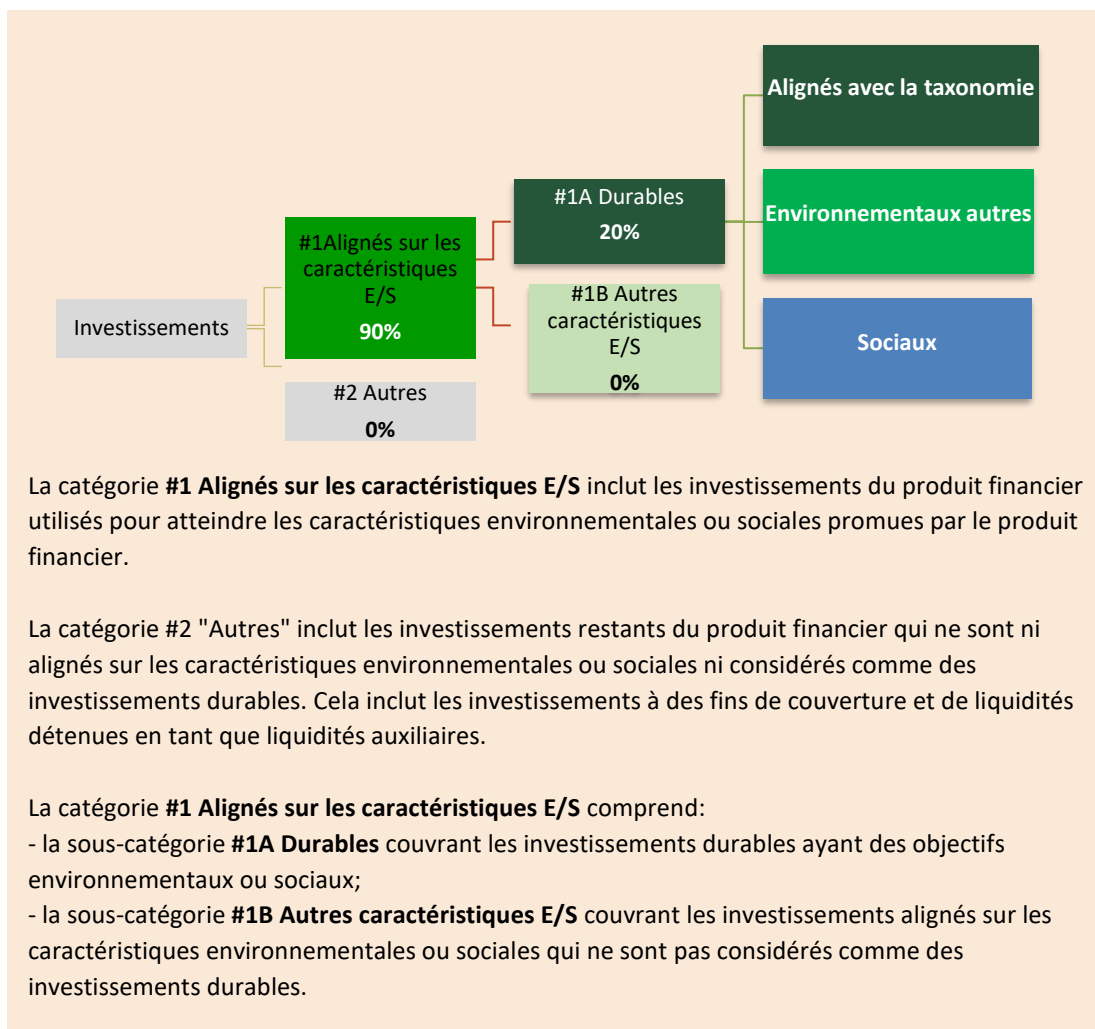 Investissements
#1Alignés sur les
caractéristiques
E/S
90%
#2 Autres
0%
#1A Durables
20%
#1B Autres
caractéristiques
E/S
0%
Alignés avec la taxonomie
Environnementaux autres
Sociaux
La catégorie #1 Alignés sur les caractéristiques E/S inclut les investissements du produit financier
utilisés pour atteindre les caractéristiques environnementales ou sociales promues par le produit
financier.
La catégorie #2 "Autres" inclut les investissements restants du produit financier qui ne sont ni
alignés sur les caractéristiques environnementales ou sociales ni considérés comme des
investissements durables. Cela inclut les investissements à des fins de couverture et de liquidités
détenues en tant que liquidités auxiliaires.
La catégorie #1 Alignés sur les caractéristiques E/S comprend:
- la sous-catégorie #1A Durables couvrant les investissements durables ayant des objectifs
environnementaux ou sociaux;
- la sous-catégorie #1B Autres caractéristiques E/S couvrant les investissements alignés sur les
caractéristiques environnementales ou sociales qui ne sont pas considérés comme des
investissements durables.